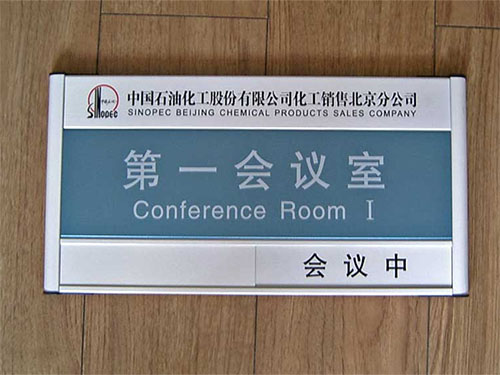 中国石油化工股份有限公司化工销售北京分公司
SINOPEC BEIJING CHEMICAL PRODUCTS SALES COMPANY
SINOPEC
第一会议室
Conference Room I
会议中